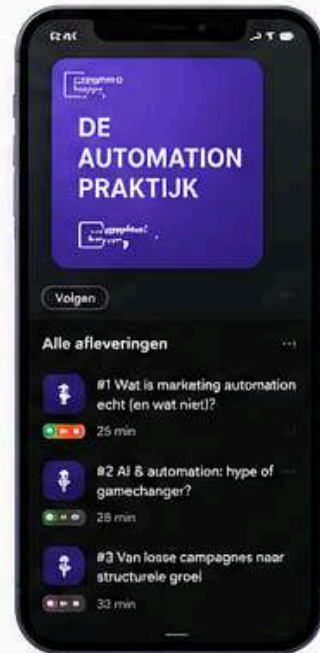 DE
AUTOMATION
PRAKTIJK
Volgen
Alle afleveringen
#1 Wat is marketing automation
echt (en wat niet)?
25 min
#2 AI & automation: hype of
gamechanger?
28 min
#3 Van losse campagnes naar
structurele groei
32 min